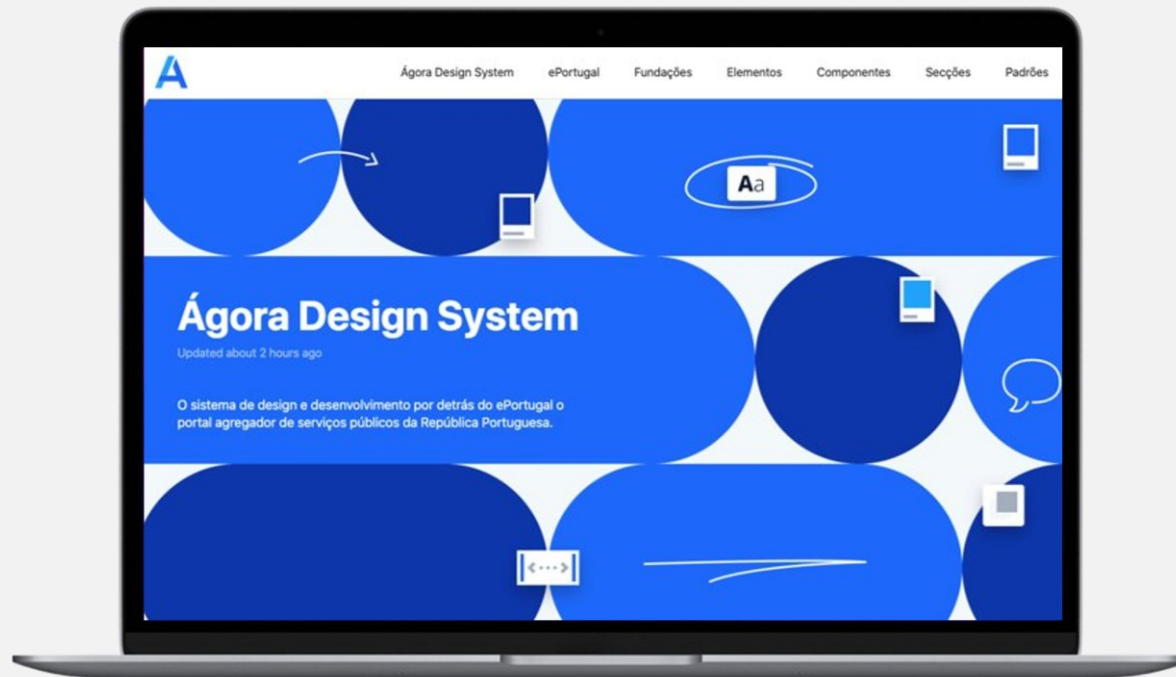 Ágora Design System
ePortugal
Fundações
Elementos
Componentes
Secções
Padrões
Aa
Ágora Design System
Updated about 2 hours ago
O sistema de design e desenvolvimento por detrás do ePortugal o
portal agregador de serviços públicos da República Portuguesa.